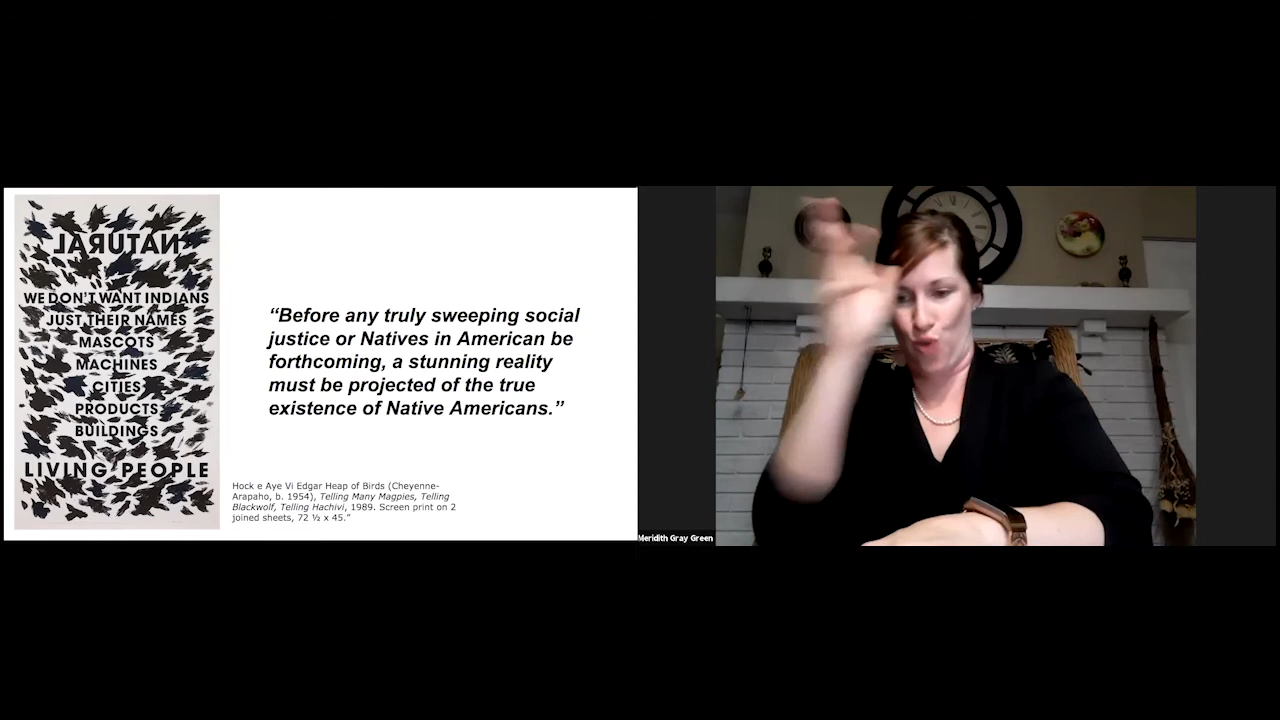 ЈАЯUTAN
WE DON'T WANT INDIANS
JUST THEIR NAMES
MASCOTS
MACHINES
CITIES
PRODUCTS
BUILDINGS
LIVING PEOPLE
“Before any truly sweeping social
justice or Natives in American be
forthcoming, a stunning reality
must be projected of the true
existence of Native Americans.”
Hock e Aye Vi Edgar Heap of Birds (Cheyenne-
Arapaho, b. 1954), Telling Many Magpies, Telling
Blackwolf, Telling Hachivi, 1989. Screen print on 2
joined sheets, 72 ½ x 45.”
Meridith Gray Green